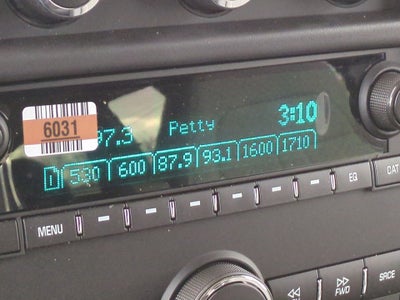 6031
97.3 Petty 3:10
1 530 600 87.9 93.1 1600 1710
MENU EQ CAT
REV FWD SRCE